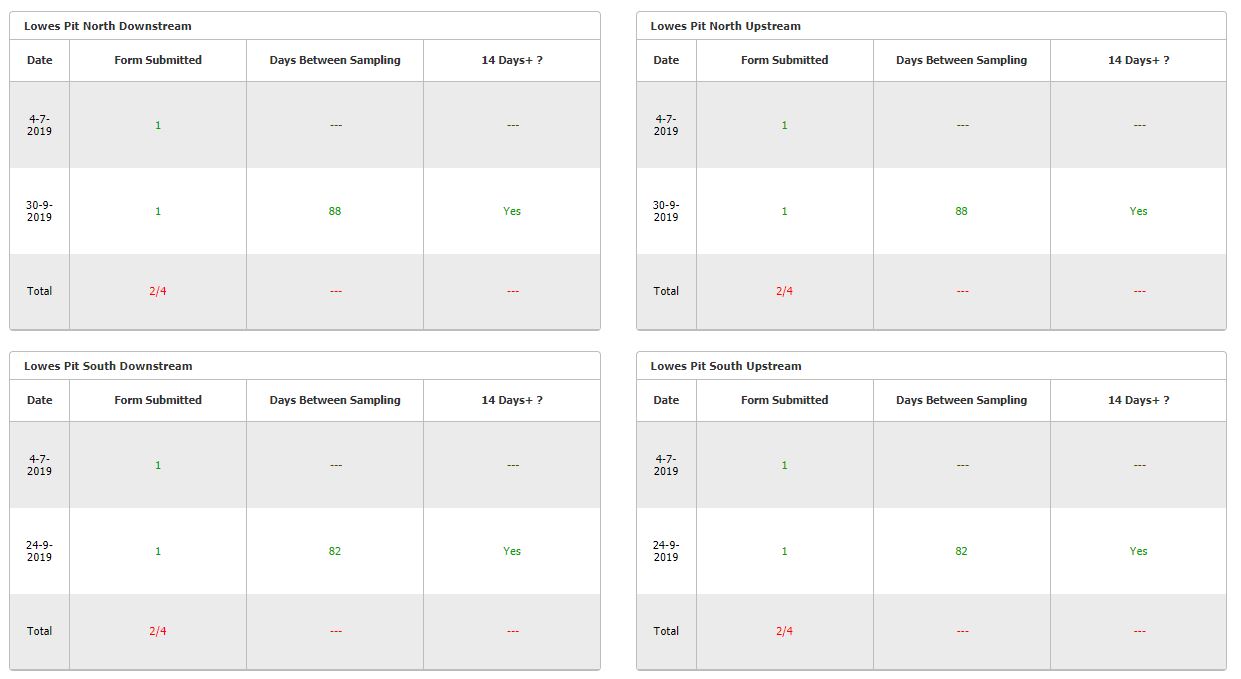 Lowes Pit North Downstream
Date Form Submitted Days Between Sampling 14 Days+ ?
4-7-
2019 1 --- ---
30-9-
2019 1 88 Yes
Total 2/4 --- ---
Lowes Pit North Upstream
Date Form Submitted Days Between Sampling 14 Days+ ?
4-7-
2019 1 --- ---
30-9-
2019 1 88 Yes
Total 2/4 --- ---
Lowes Pit South Downstream
Date Form Submitted Days Between Sampling 14 Days+ ?
4-7-
2019 1 --- ---
24-9-
2019 1 82 Yes
Total 2/4 --- ---
Lowes Pit South Upstream
Date Form Submitted Days Between Sampling 14 Days+ ?
4-7-
2019 1 --- ---
24-9-
2019 1 82 Yes
Total 2/4 --- ---